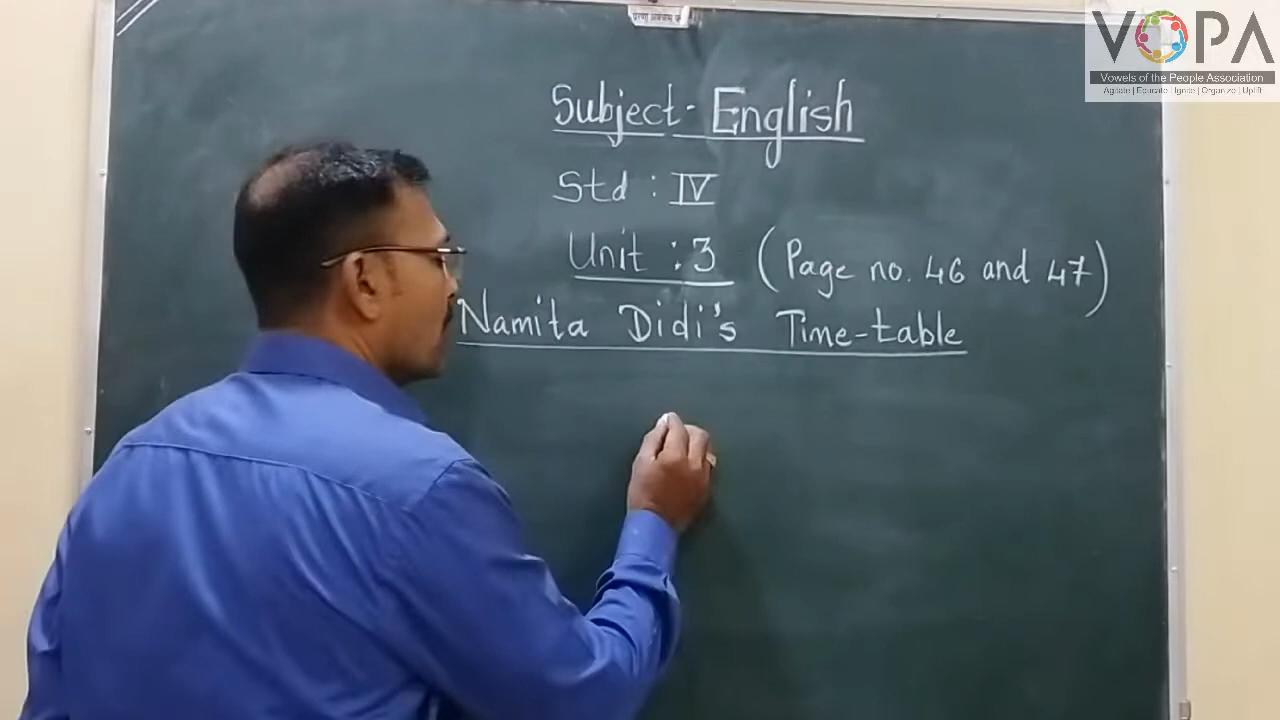 VOPA
Vowels of the People Association
Agitate | Educate | Ignite | Organize | Uplift
Subject - English
Std : IV
Unit : 3 (Page no. 46 and 47)
Namita Didi's Time-table